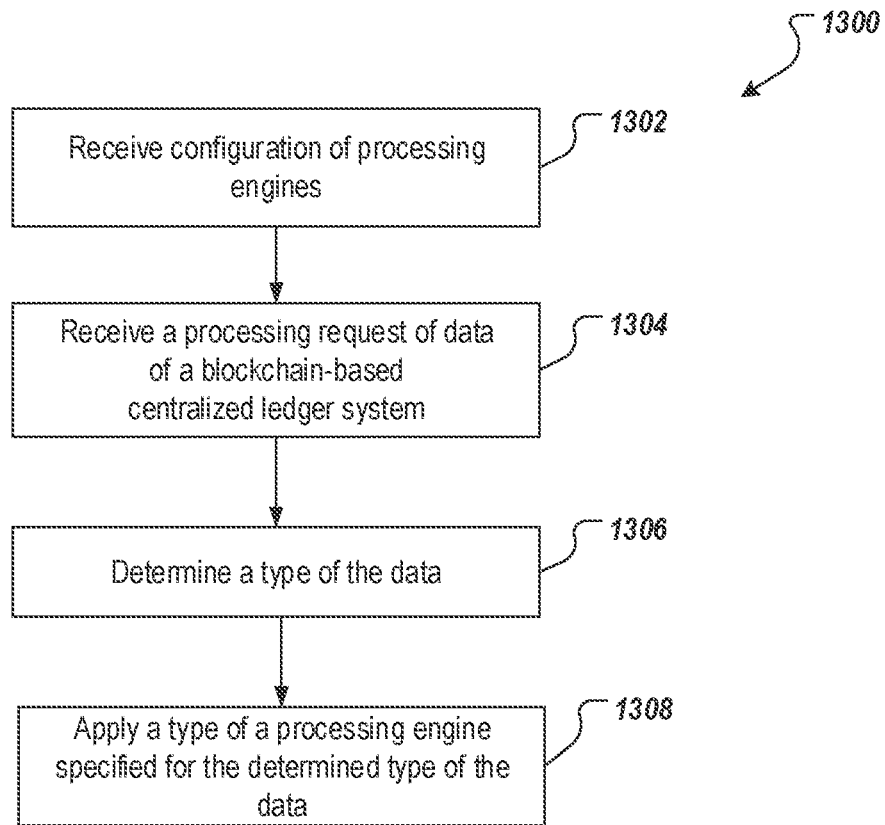 1300
1302
Receive configuration of processing
engines
1304
Receive a processing request of data
of a blockchain-based
centralized ledger system
1306
Determine a type of the data
1308
Apply a type of a processing engine
specified for the determined type of the
data